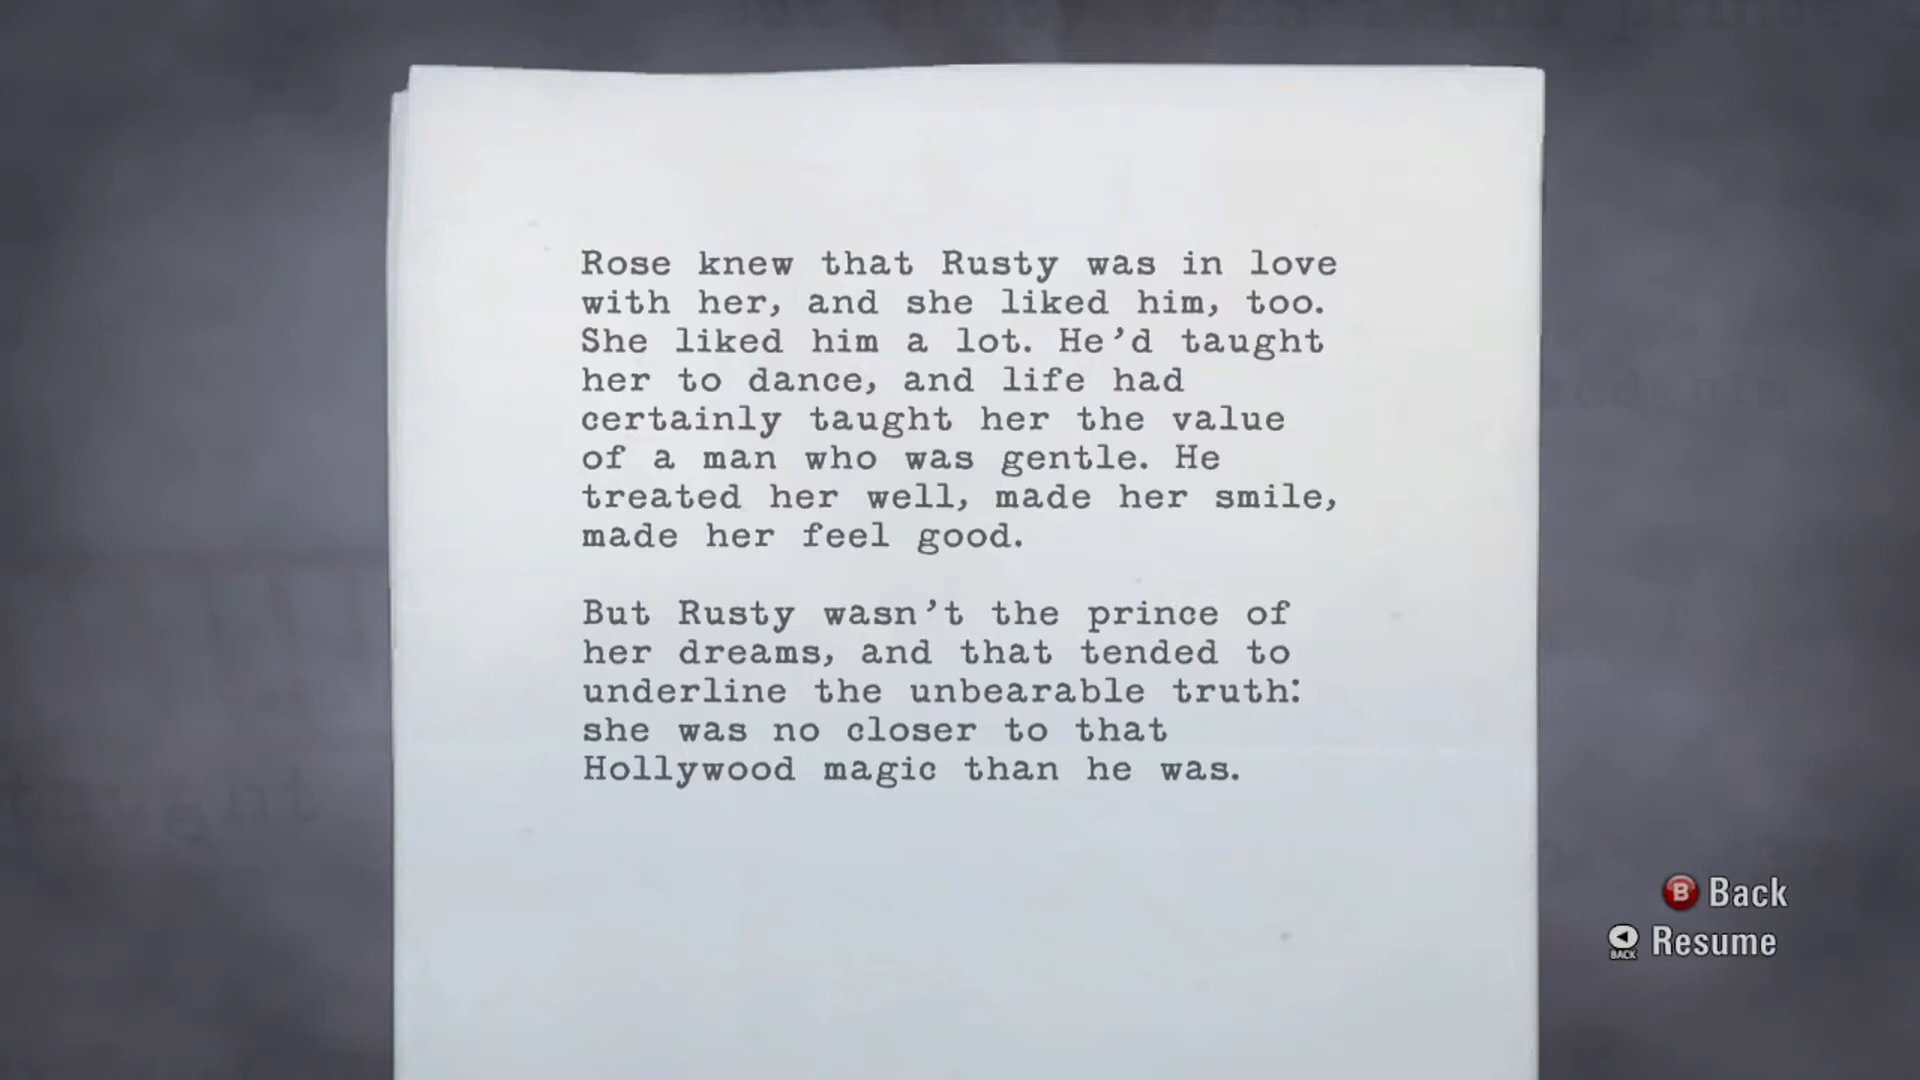 Rose knew that Rusty was in love
with her, and she liked him, too.
She liked him a lot. He’d taught
her to dance, and life had
certainly taught her the value
of a man who was gentle. He
treated her well, made her smile,
made her feel good.
But Rusty wasn’t the prince of
her dreams, and that tended to
underline the unbearable truth:
she was no closer to that
Hollywood magic than he was.
taught
B Back
BACK Resume